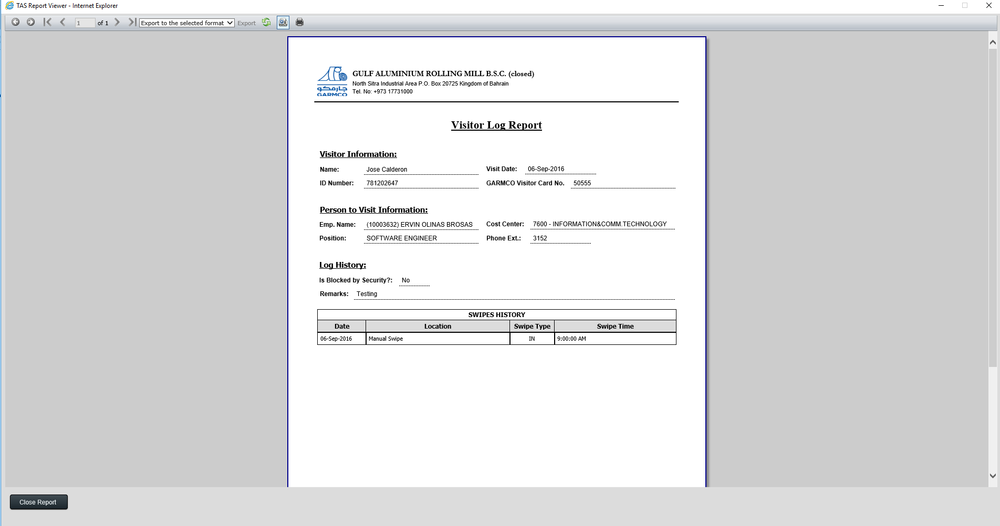 TAS Report Viewer - Internet Explorer
1 of 1 Export to the selected format Export
GULF ALUMINIUM ROLLING MILL B.S.C. (closed)
North Sitra Industrial Area P.O. Box 20725 Kingdom of Bahrain
جارمكو
Tel. No: +973 17731000
GARMCO
Visitor Log Report
Visitor Information:
Name: Jose Calderon Visit Date: 06-Sep-2016
ID Number: 781202647 GARMCO Visitor Card No. 50555
Person to Visit Information:
Emp. Name: (10003632) ERVIN OLINAS BROSAS Cost Center: 7600 - INFORMATION&COMM.TECHNOLOGY
Position: SOFTWARE ENGINEER Phone Ext.: 3152
Log History:
Is Blocked by Security?: No
Remarks: Testing
SWIPES HISTORY
Date Location Swipe Type Swipe Time
06-Sep-2016 Manual Swipe IN 9:00:00 AM
Close Report